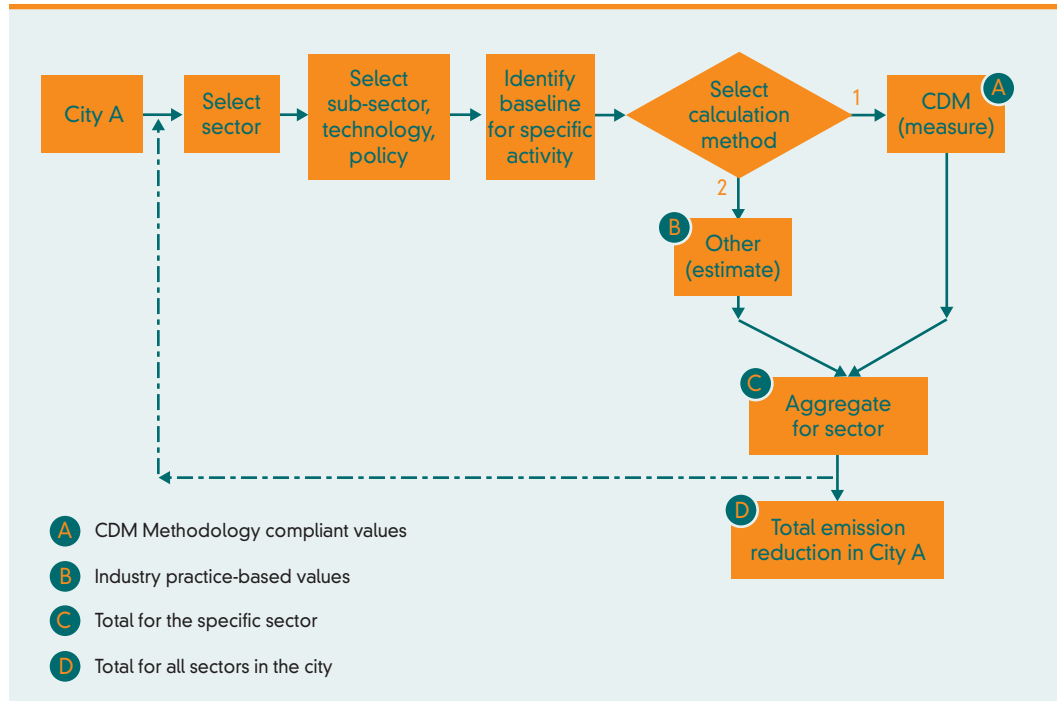 City A
Select
sector
Select
sub-sector,
technology,
policy
Identify
baseline
for specific
activity
Select
calculation
method
1
CDM
(measure)
A
2
B
Other
(estimate)
C
Aggregate
for sector
D
Total emission
reduction in City A
A CDM Methodology compliant values
B Industry practice-based values
C Total for the specific sector
D Total for all sectors in the city